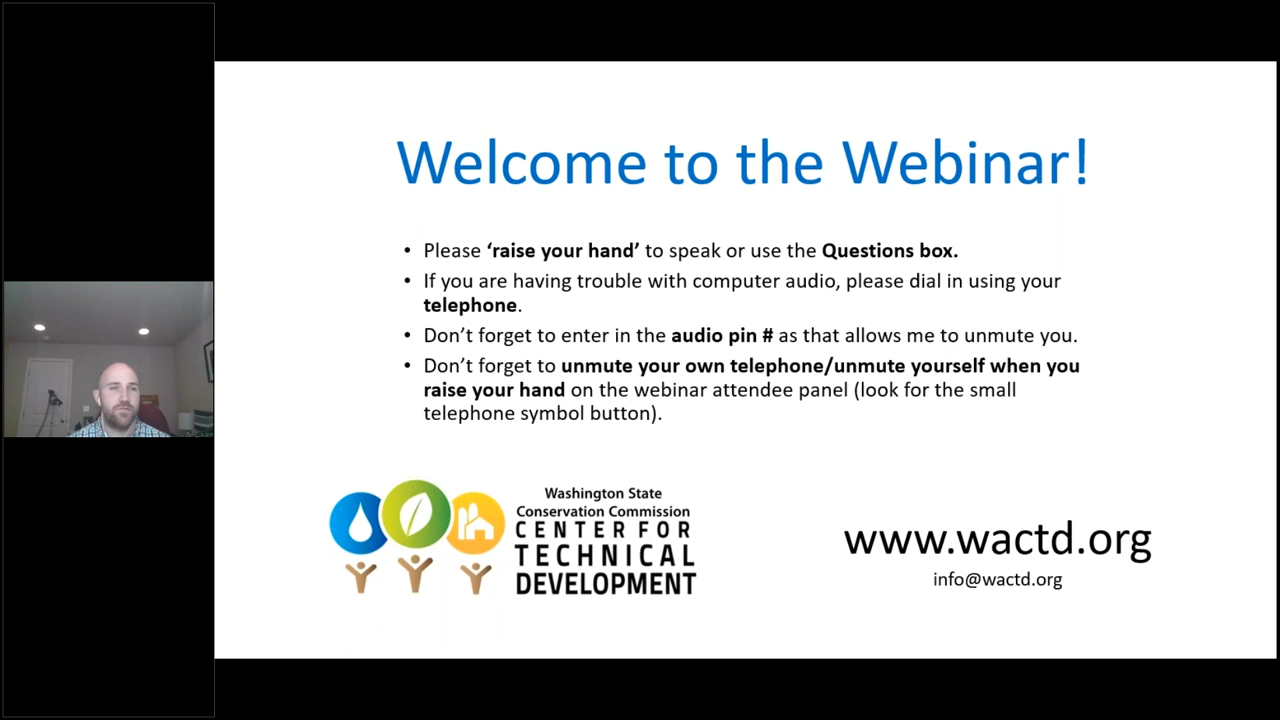 Welcome to the Webinar!
• Please ‘raise your hand’ to speak or use the Questions box.
• If you are having trouble with computer audio, please dial in using your
telephone.
• Don’t forget to enter in the audio pin # as that allows me to unmute you.
• Don’t forget to unmute your own telephone/unmute yourself when you
raise your hand on the webinar attendee panel (look for the small
telephone symbol button).
Washington State
Conservation Commission
CENTER FOR
TECHNICAL
DEVELOPMENT
www.wactd.org
info@wactd.org